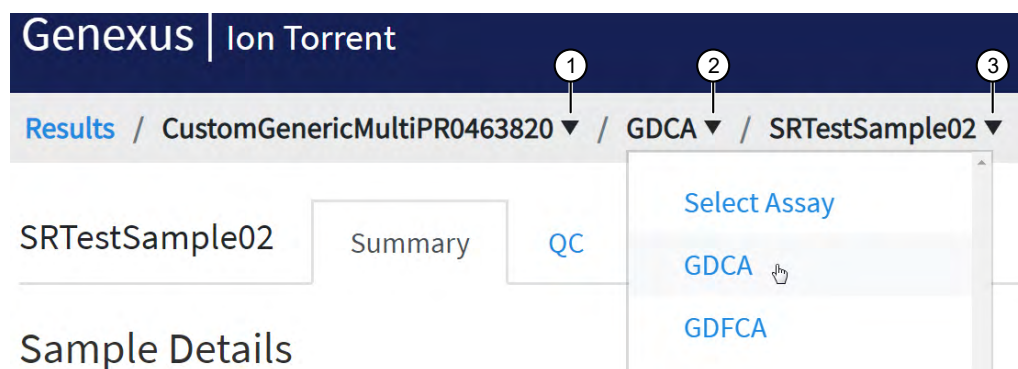 Genexus | Ion Torrent
1 2 3
Results / CustomGenericMultiPR0463820 ▼ / GDCA ▼ / SRTestSample02 ▼
Select Assay
SRTestSample02 Summary QC
GDCA
GDFCA
Sample Details